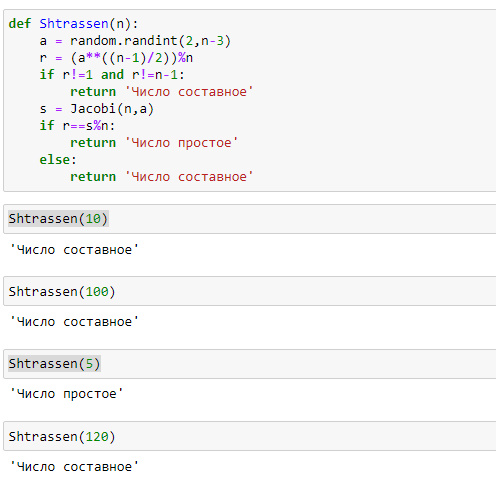 def Shtrassen(n):
    a = random.randint(2,n-3)
    r = (a**((n-1)/2))%n
    if r!=1 and r!=n-1:
        return 'Число составное'
    s = Jacobi(n,a)
    if r==s%n:
        return 'Число простое'
    else:
        return 'Число составное'
Shtrassen(10)
'Число составное'
Shtrassen(100)
'Число составное'
Shtrassen(5)
'Число простое'
Shtrassen(120)
'Число составное'